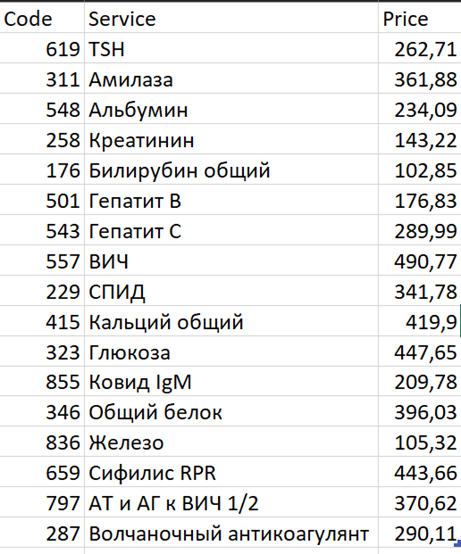 Code Service Price
619 TSH 262,71
311 Амилаза 361,88
548 Альбумин 234,09
258 Креатинин 143,22
176 Билирубин общий 102,85
501 Гепатит В 176,83
543 Гепатит С 289,99
557 ВИЧ 490,77
229 СПИД 341,78
415 Кальций общий 419,9
323 Глюкоза 447,65
855 Ковид IgM 209,78
346 Общий белок 396,03
836 Железо 105,32
659 Сифилис RPR 443,66
797 АТ и АГ к ВИЧ 1/2 370,62
287 Волчаночный антикоагулянт 290,11